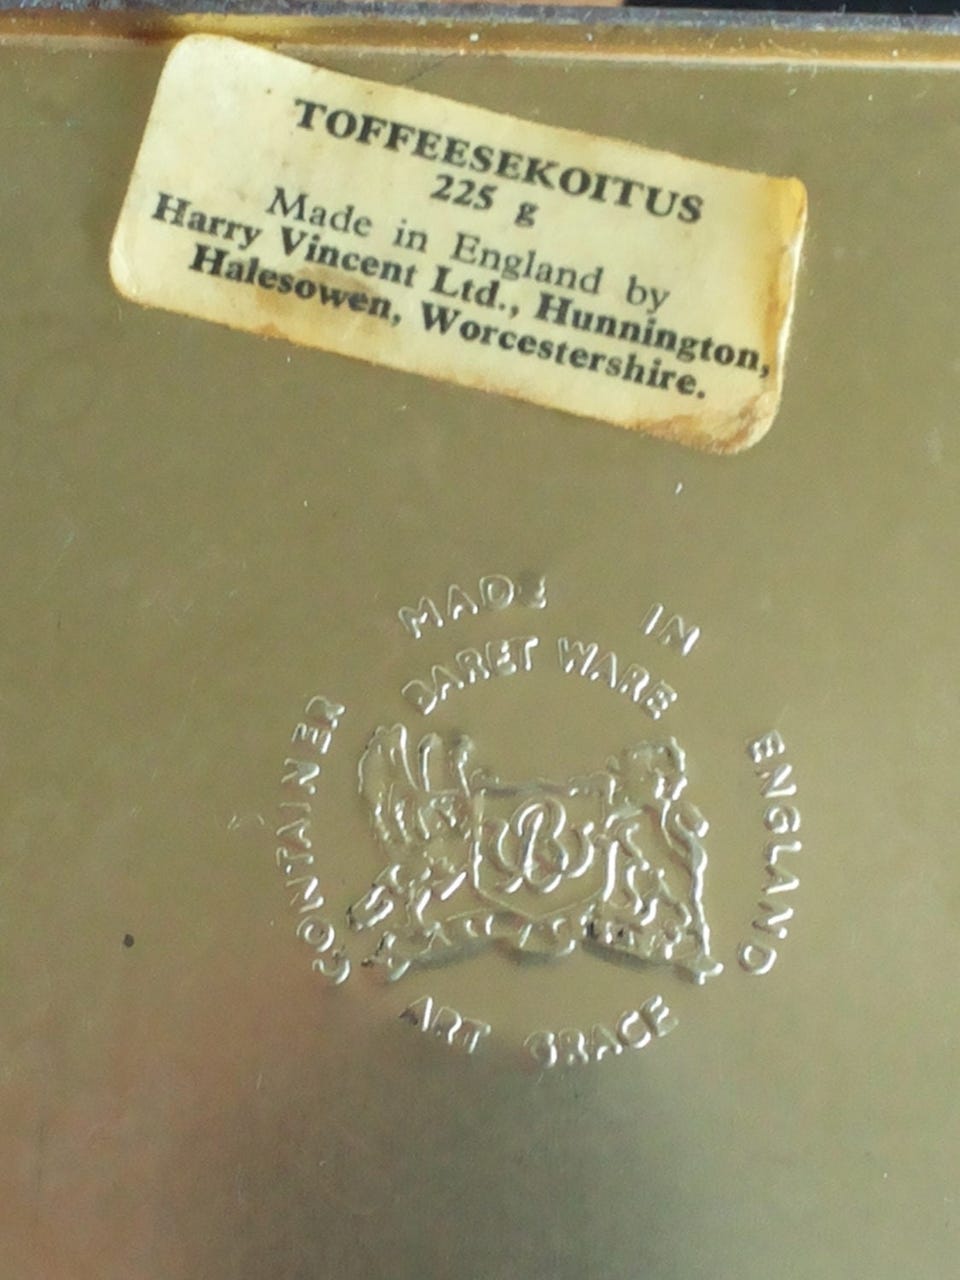 TOFFEESEKOITUS
225 g
Made in England by
Harry Vincent Ltd., Hunnington,
Halesowen, Worcestershire.
CONTAINER MADE IN ENGLAND
BARET WARE
B
ART GRACE